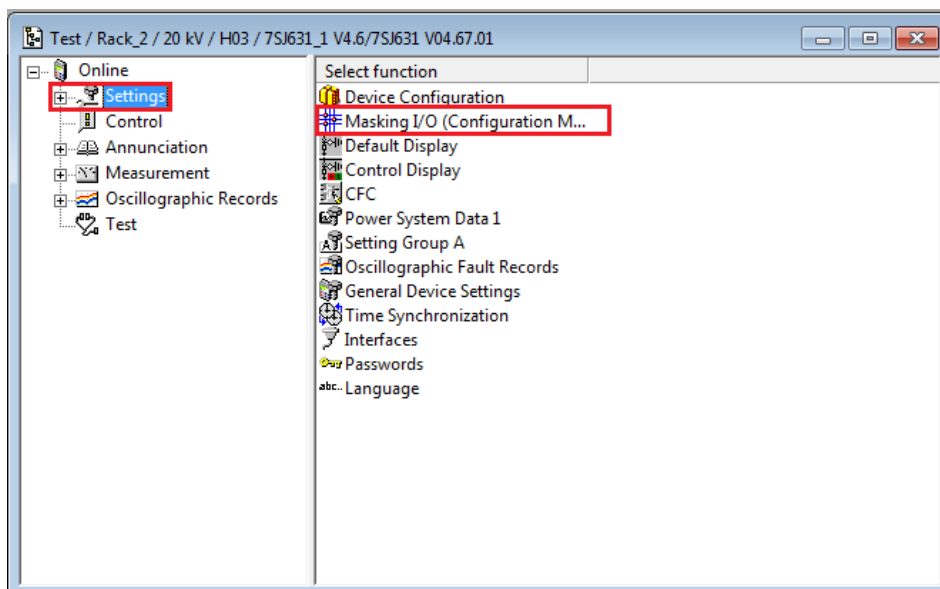 Test / Rack_2 / 20 kV / H03 / 7SJ631_1 V4.6/7SJ631 V04.67.01
Online
Settings
Control
Annunciation
Measurement
Oscillographic Records
Test
Select function
Device Configuration
Masking I/O (Configuration M...
Default Display
Control Display
CFC
Power System Data 1
Setting Group A
Oscillographic Fault Records
General Device Settings
Time Synchronization
Interfaces
Passwords
abc.. Language